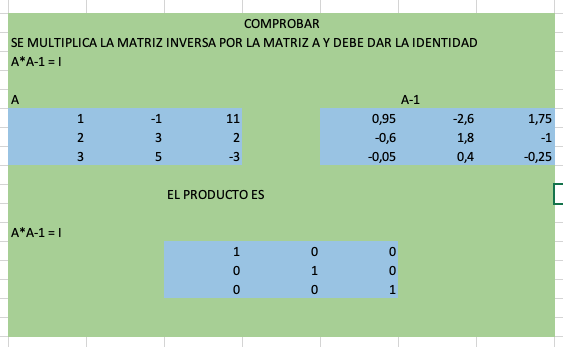 COMPROBAR
SE MULTIPLICA LA MATRIZ INVERSA POR LA MATRIZ A Y DEBE DAR LA IDENTIDAD
A*A-1 = I
A A-1
1 -1 11 0,95 -2,6 1,75
2 3 2 -0,6 1,8 -1
3 5 -3 -0,05 0,4 -0,25
EL PRODUCTO ES
A*A-1 = I
1 0 0
0 1 0
0 0 1